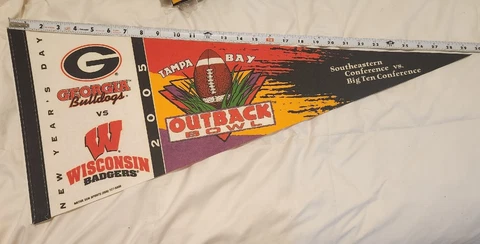 NEW YEAR'S DAY
G
GEORGIA
Bulldogs
VS
W
WISCONSIN
BADGERS
2005
TAMPA BAY
OUTBACK
BOWL
Southeastern
Conference vs.
Big Ten Conference